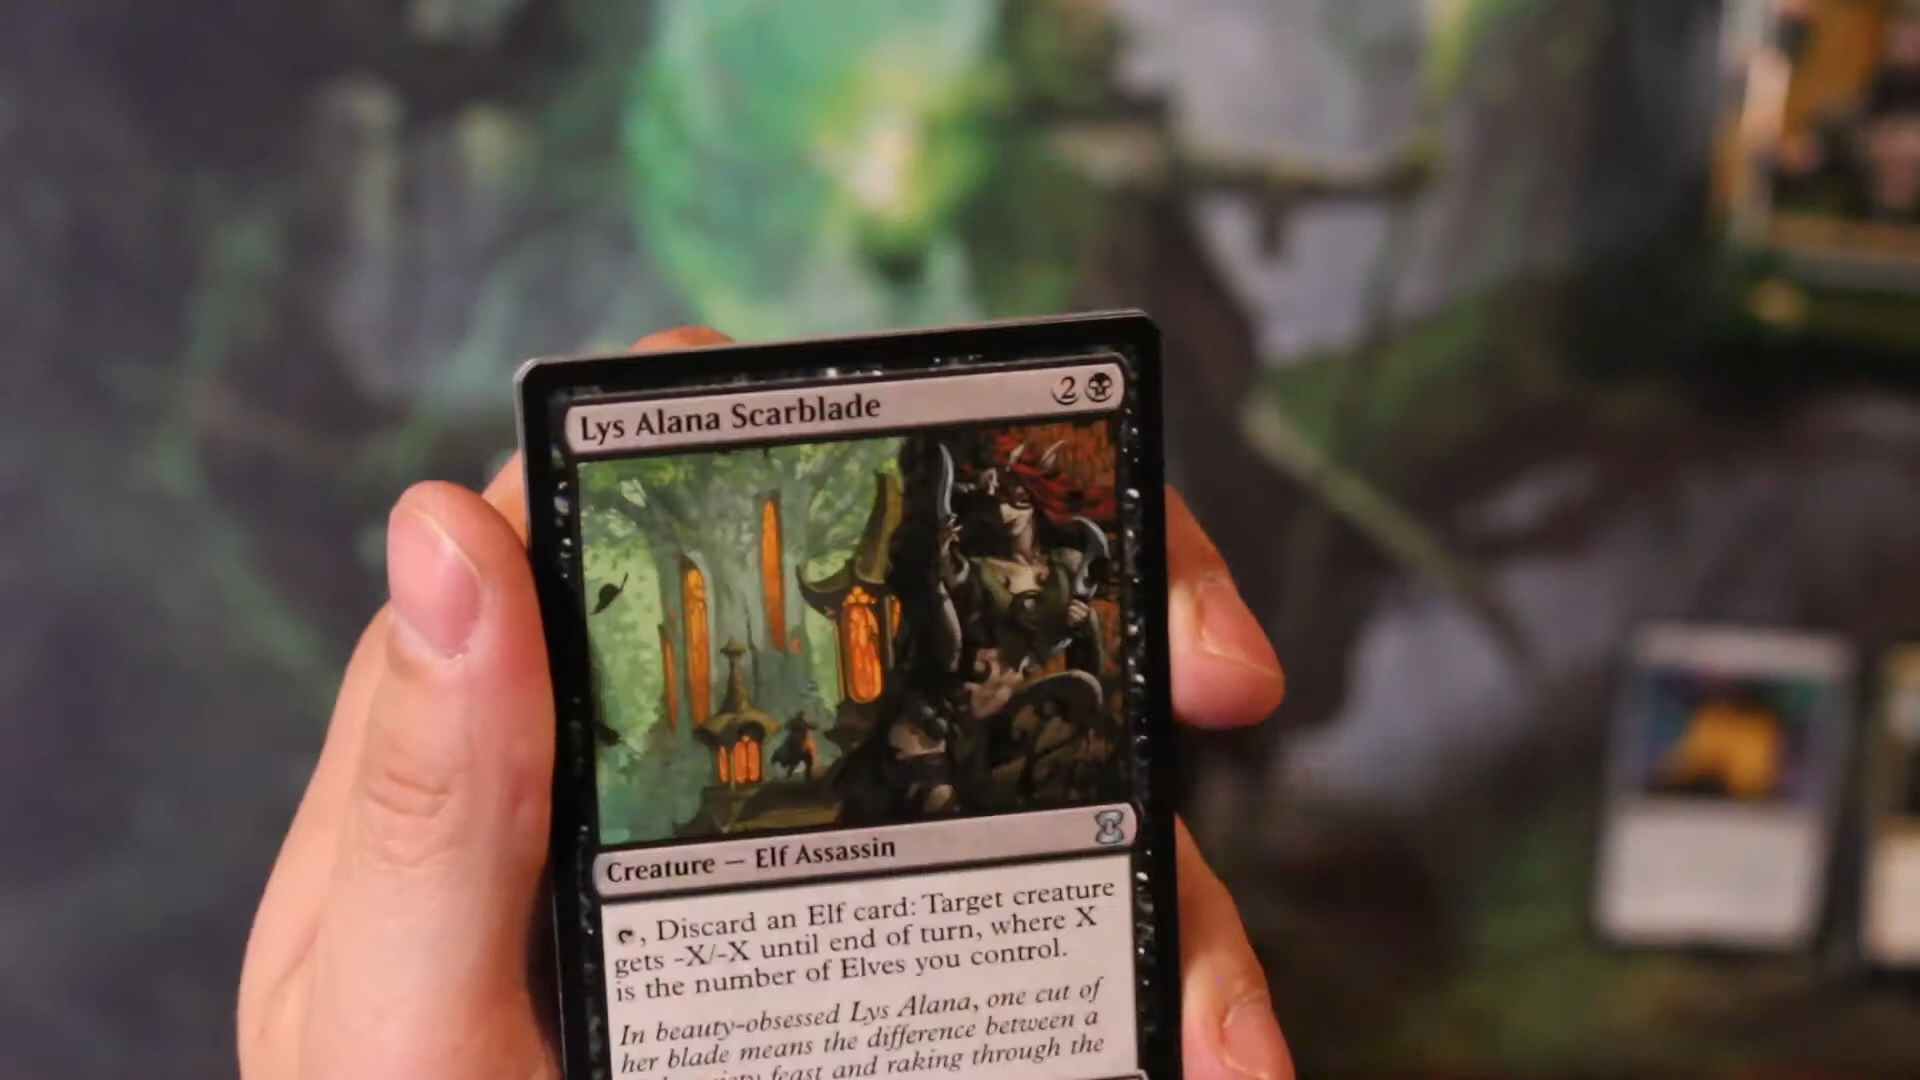 Lys Alana Scarblade 2
Creature — Elf Assassin
, Discard an Elf card: Target creature
gets -X/-X until end of turn, where X
is the number of Elves you control.
In beauty-obsessed Lys Alana, one cut of
her blade means the difference between a
feast and raking through the